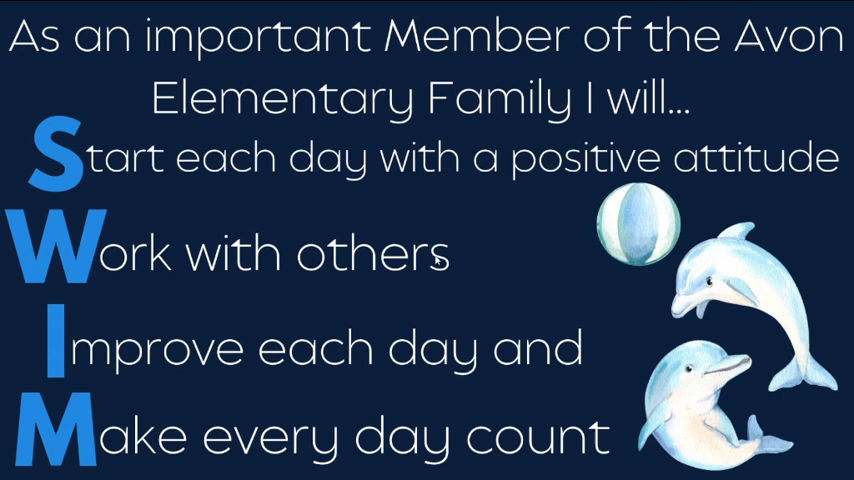 As an important Member of the Avon
Elementary Family I will...
Start each day with a positive attitude
Work with others
Improve each day and
Make every day count